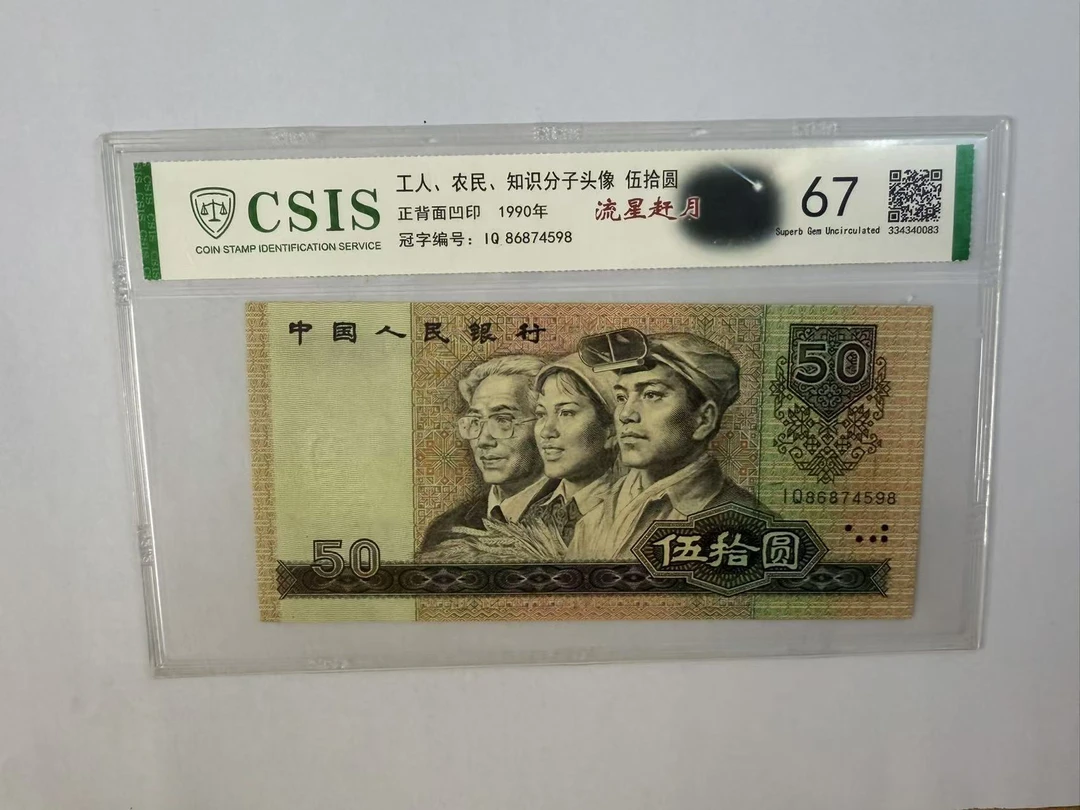 CSIS
COIN STAMP IDENTIFICATION SERVICE
工人、农民、知识分子头像 伍拾圆
正背面凹印 1990年
流星赶月
冠字编号：IQ 86874598
67
Superb Gem Uncirculated
334340083
中国人民银行
50
IQ86874598
50
伍拾圆